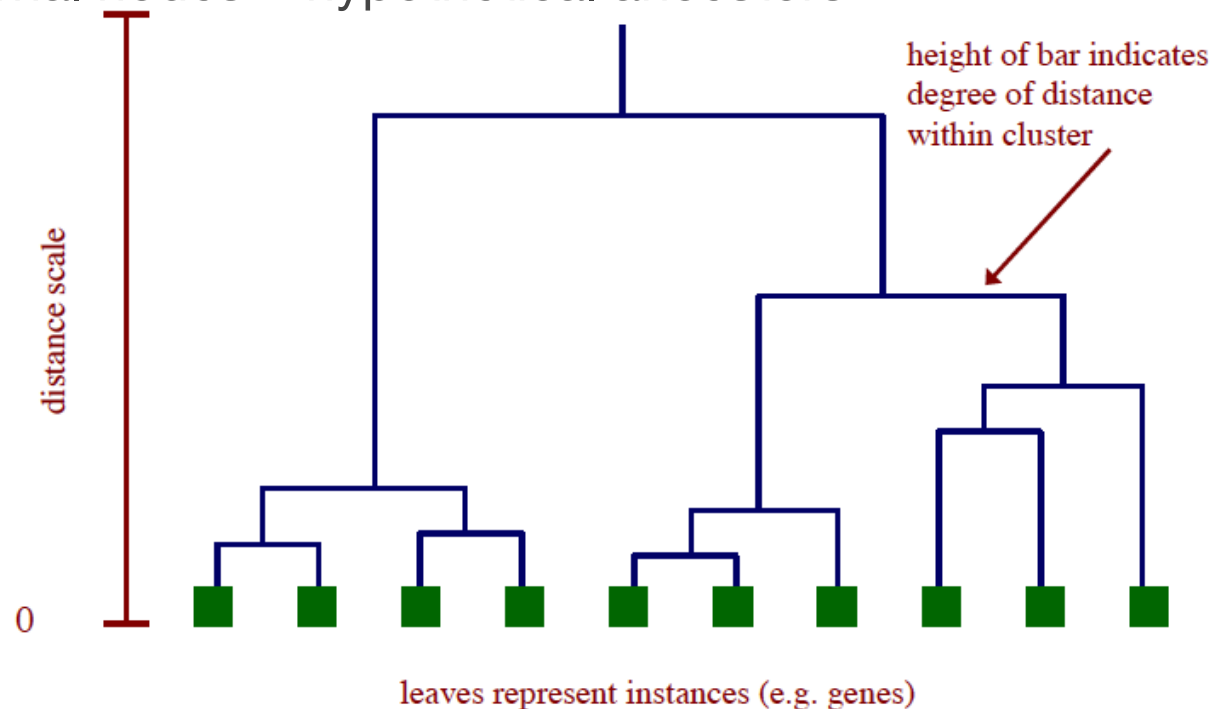 height of bar indicates
degree of distance
within cluster
distance scale
0
leaves represent instances (e.g. genes)